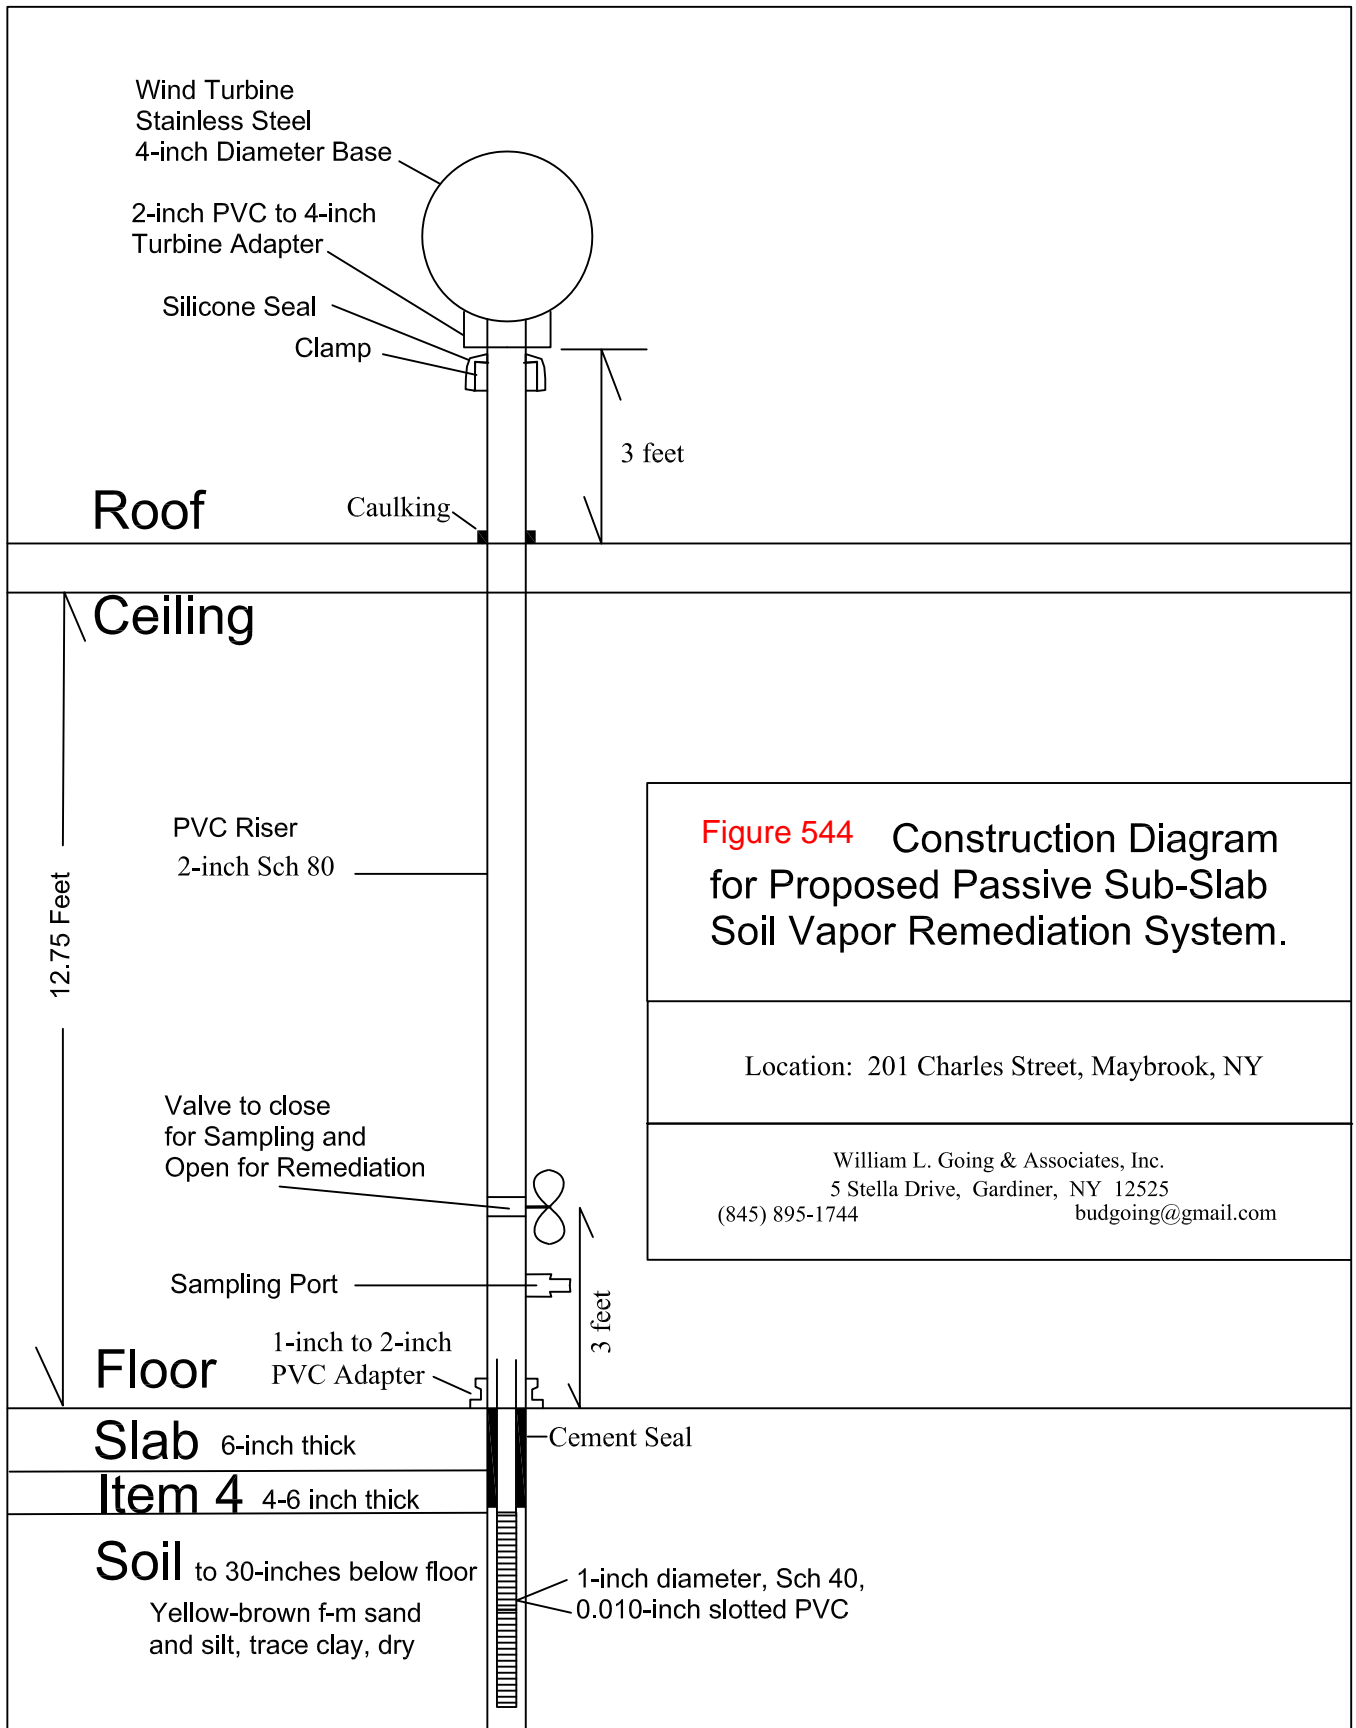 Wind Turbine
Stainless Steel
4-inch Diameter Base
2-inch PVC to 4-inch
Turbine Adapter
Silicone Seal
Clamp
3 feet
Roof
Caulking
Ceiling
12.75 Feet
PVC Riser
2-inch Sch 80
Figure 544 Construction Diagram
for Proposed Passive Sub-Slab
Soil Vapor Remediation System.
Location: 201 Charles Street, Maybrook, NY
William L. Going & Associates, Inc.
5 Stella Drive, Gardiner, NY 12525
(845) 895-1744 budgoing@gmail.com
Valve to close
for Sampling and
Open for Remediation
Sampling Port
3 feet
1-inch to 2-inch
PVC Adapter
Floor
Slab 6-inch thick
Cement Seal
Item 4 4-6 inch thick
Soil to 30-inches below floor
Yellow-brown f-m sand
and silt, trace clay, dry
1-inch diameter, Sch 40,
0.010-inch slotted PVC